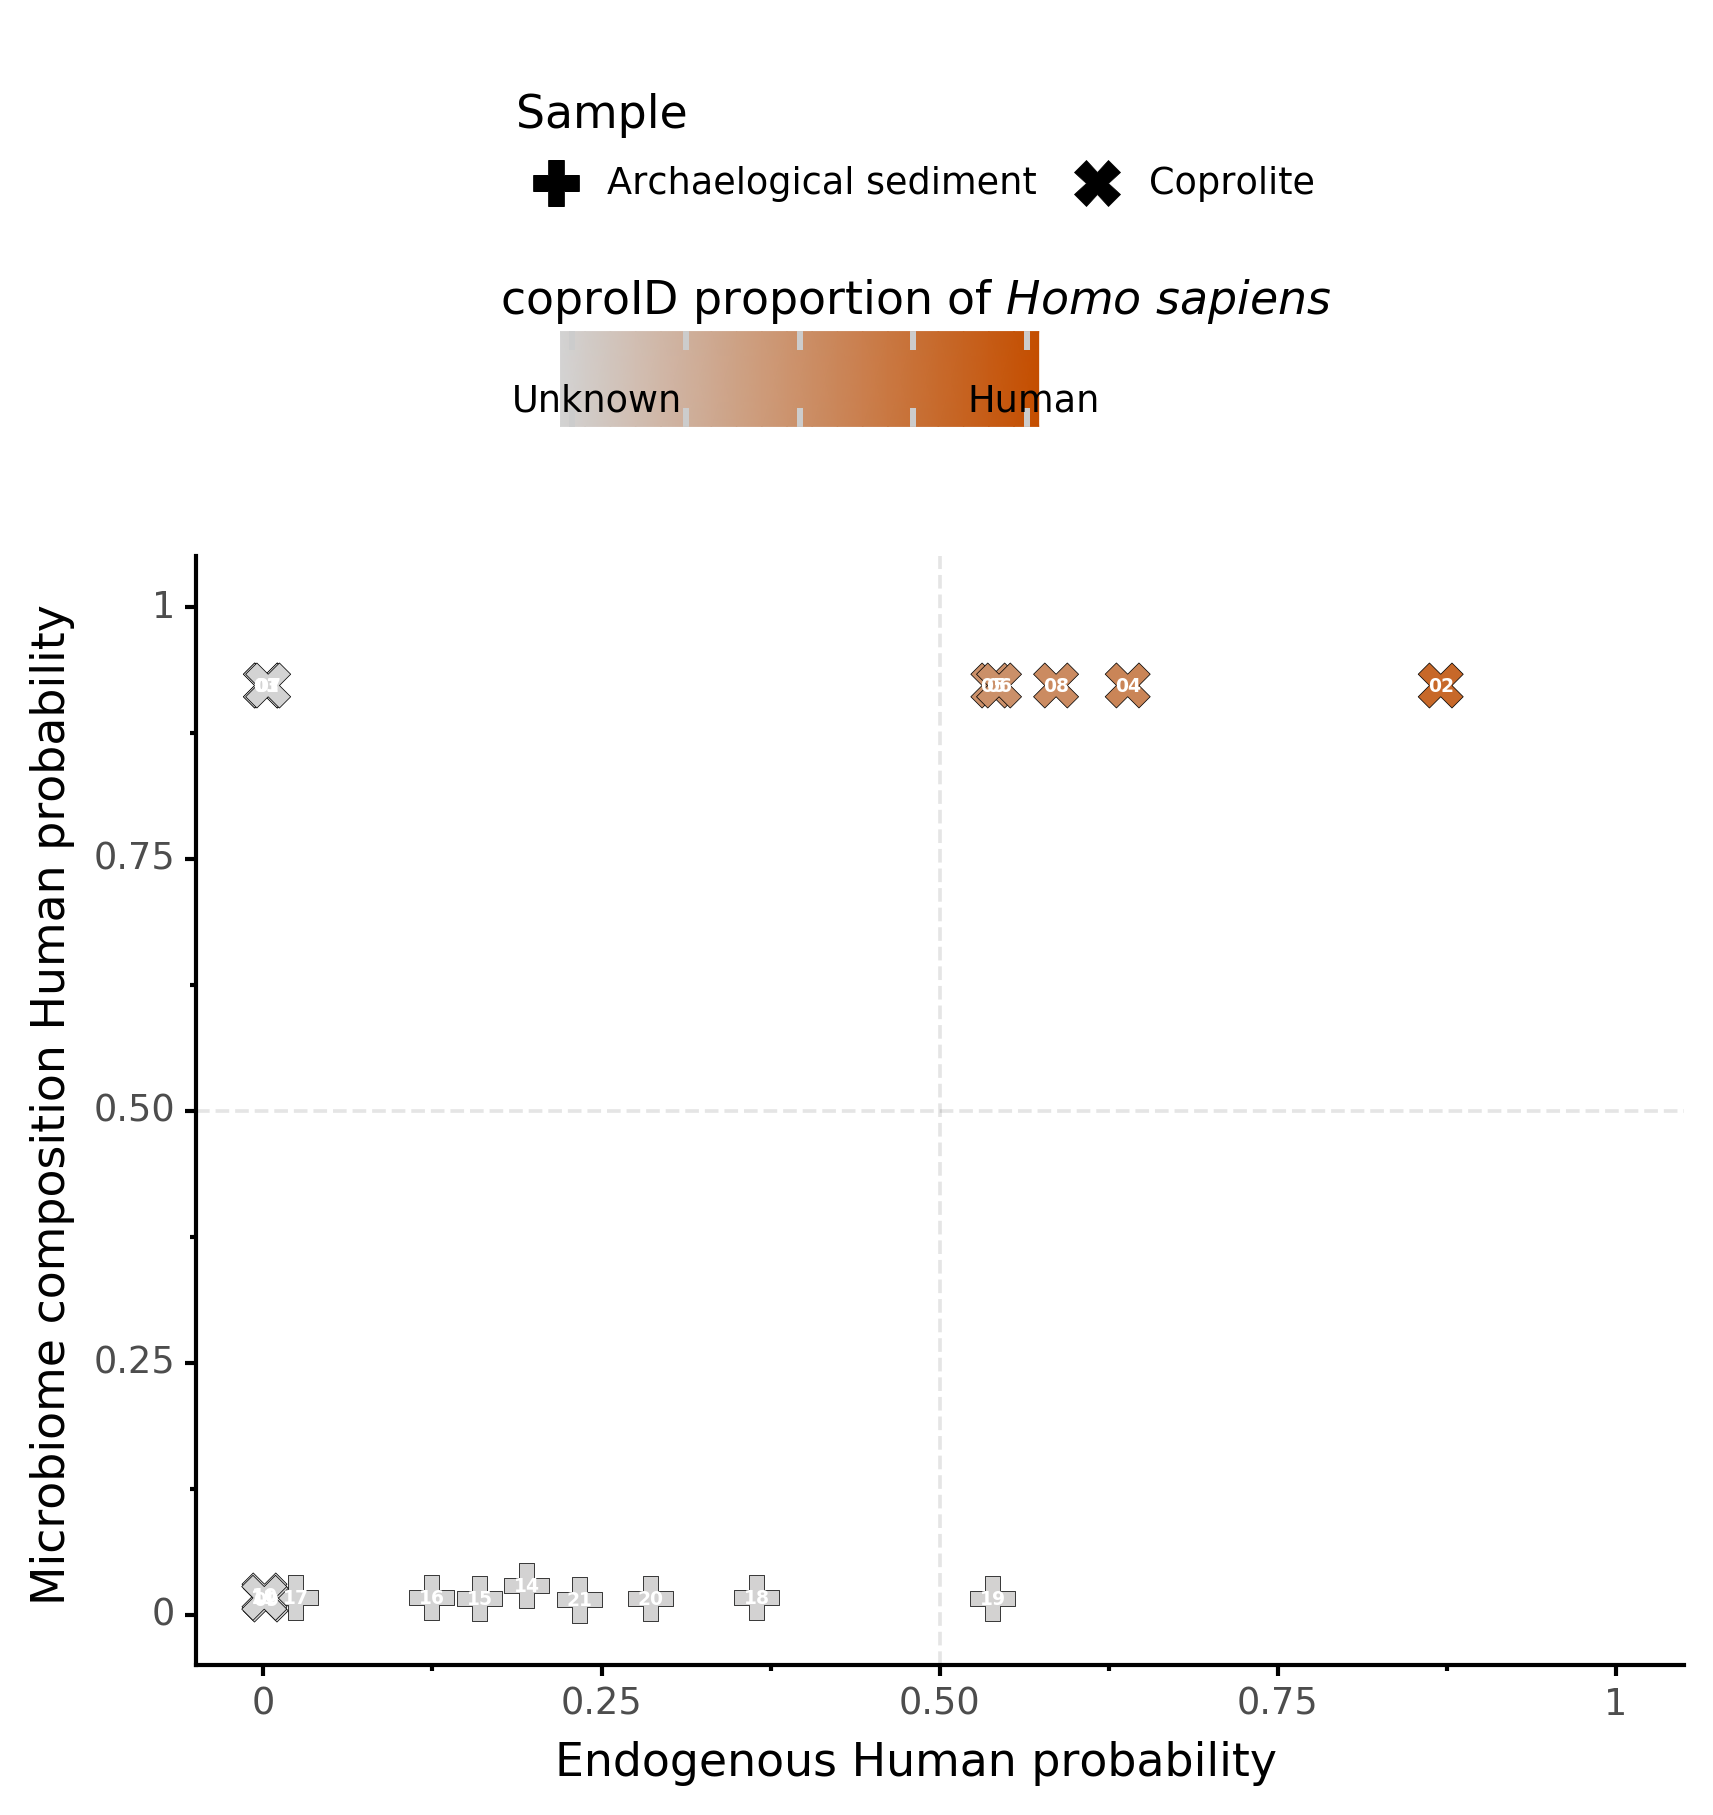 Sample
Archaelogical sediment Coprolite
coproID proportion of Homo sapiens
Unknown Human
1
08 04 02
0.75
0.50
0.25
0
17 16 15 14 21 20 18 19
0 0.25 0.50 0.75 1
Endogenous Human probability
Microbiome composition Human probability